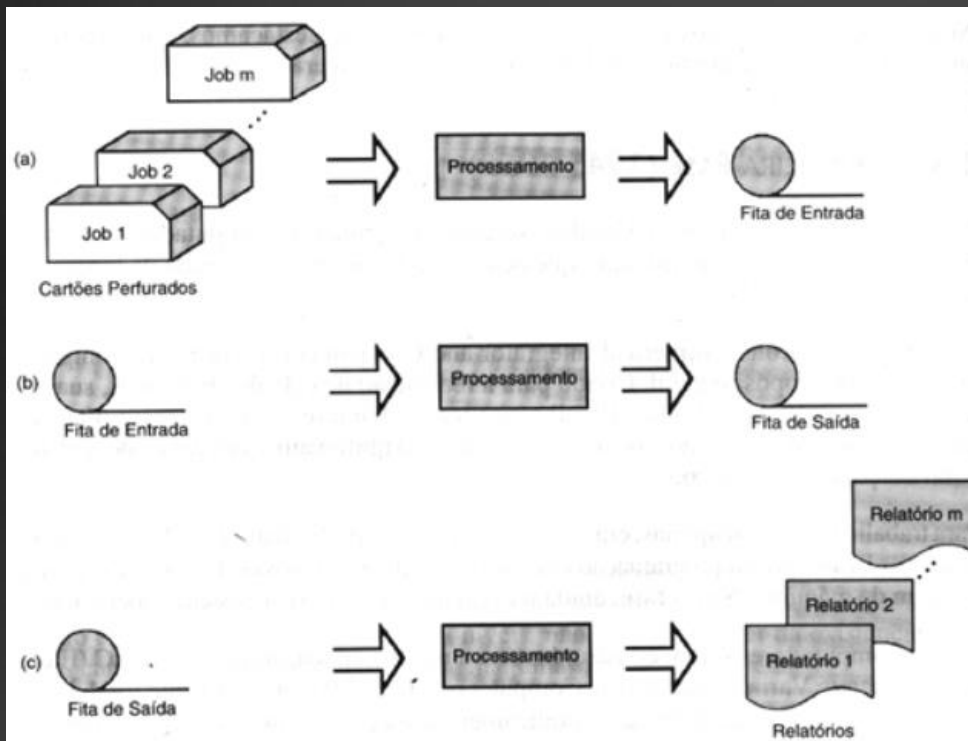 Job m
(a)
Job 2
Processamento
Job 1
Fita de Entrada
Cartões Perfurados
(b)
Processamento
Fita de Entrada
Fita de Saída
Relatório m
(c)
Relatório 2
Processamento
Relatório 1
Fita de Saída
Relatórios